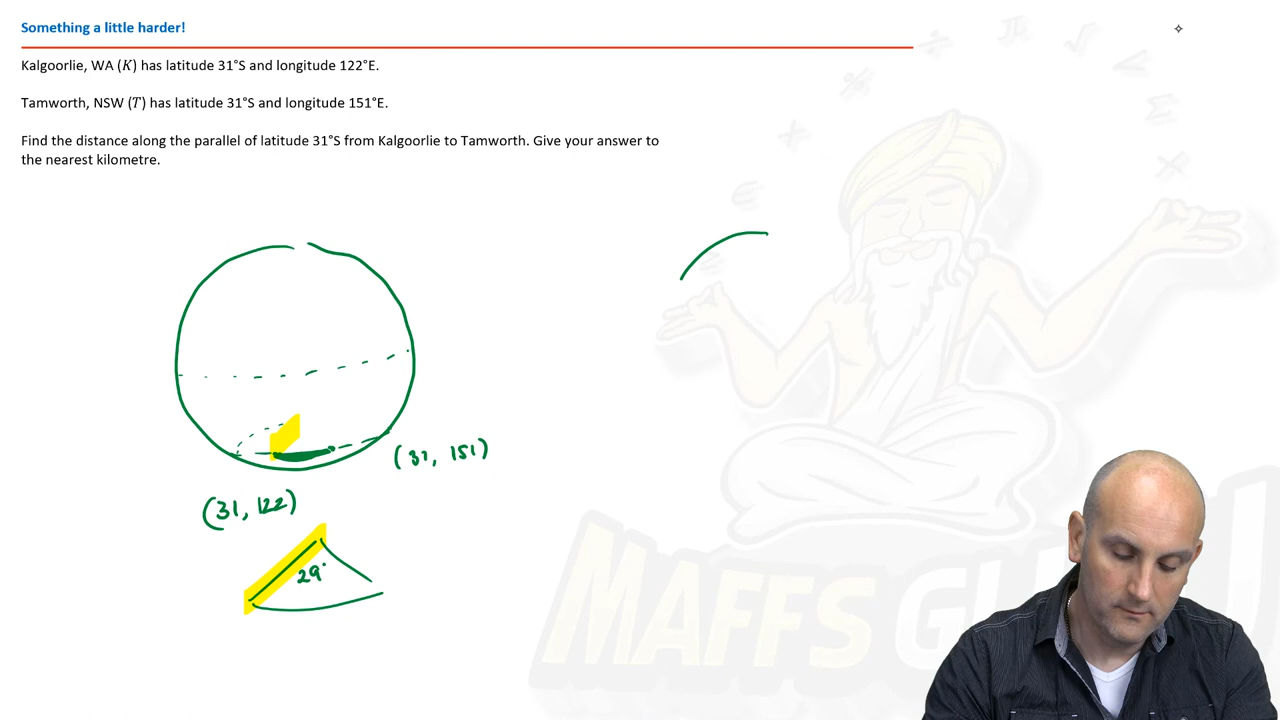 Something a little harder!
Kalgoorlie, WA (K) has latitude 31°S and longitude 122°E.
Tamworth, NSW (T) has latitude 31°S and longitude 151°E.
Find the distance along the parallel of latitude 31°S from Kalgoorlie to Tamworth. Give your answer to
the nearest kilometre.
(31, 151)
(31, 122)
29°
MAFFS GU